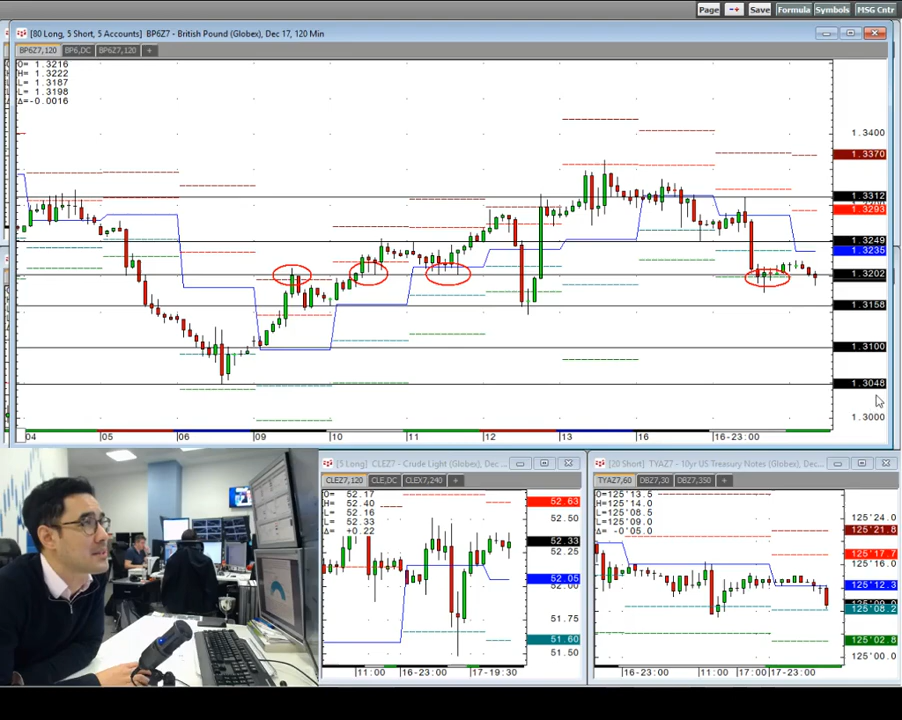 Page
Save
Formula
Symbols
MSG Cntr
[80 Long, 5 Short, 5 Accounts] BP6Z7 - British Pound (Globex), Dec 17, 120 Min
BP6Z7,120
BP6,DC
BP6Z7,120
+
O= 1.3216
H= 1.3222
L= 1.3187
L= 1.3198
Δ=-0.0016
1.3400
1.3370
1.3312
1.3293
1.3249
1.3235
1.3202
1.3158
1.3100
1.3048
1.3000
04 05 06 09 10 11 12 13 16 16-23:00
[5 Long] CLEZ7 - Crude Light (Globex), Dec ...
CLEZ7,120
CLE,DC
CLEX7,240
+
O= 52.17
H= 52.40
L= 52.16
L= 52.33
Δ= +0.22
52.63
52.50
52.33
52.25
52.05
52.00
51.75
51.60
51.50
11:00 16-23:00 17-19:30
[20 Short] TYAZ7 - 10yr US Treasury Notes (Globex), Dec ...
TYAZ7,60
DBZ7,30
DBZ7,350
+
O=125'13.5
H=125'14.0
L=125'08.5
L=125'09.0
Δ= -0'05.0
125'24.0
125'21.8
125'17.7
125'16.0
125'12.3
125'08.2
125'02.8
125'00.0
16-23:00 11:00 17:00 17-23:00